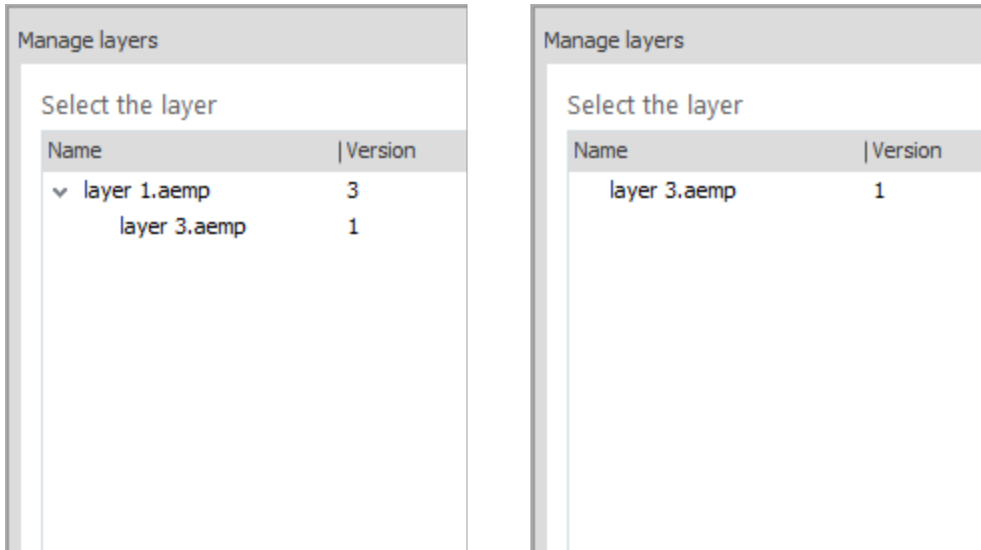 Manage layers
Select the layer
Name |Version
layer 1.aemp 3
layer 3.aemp 1
Manage layers
Select the layer
Name |Version
layer 3.aemp 1